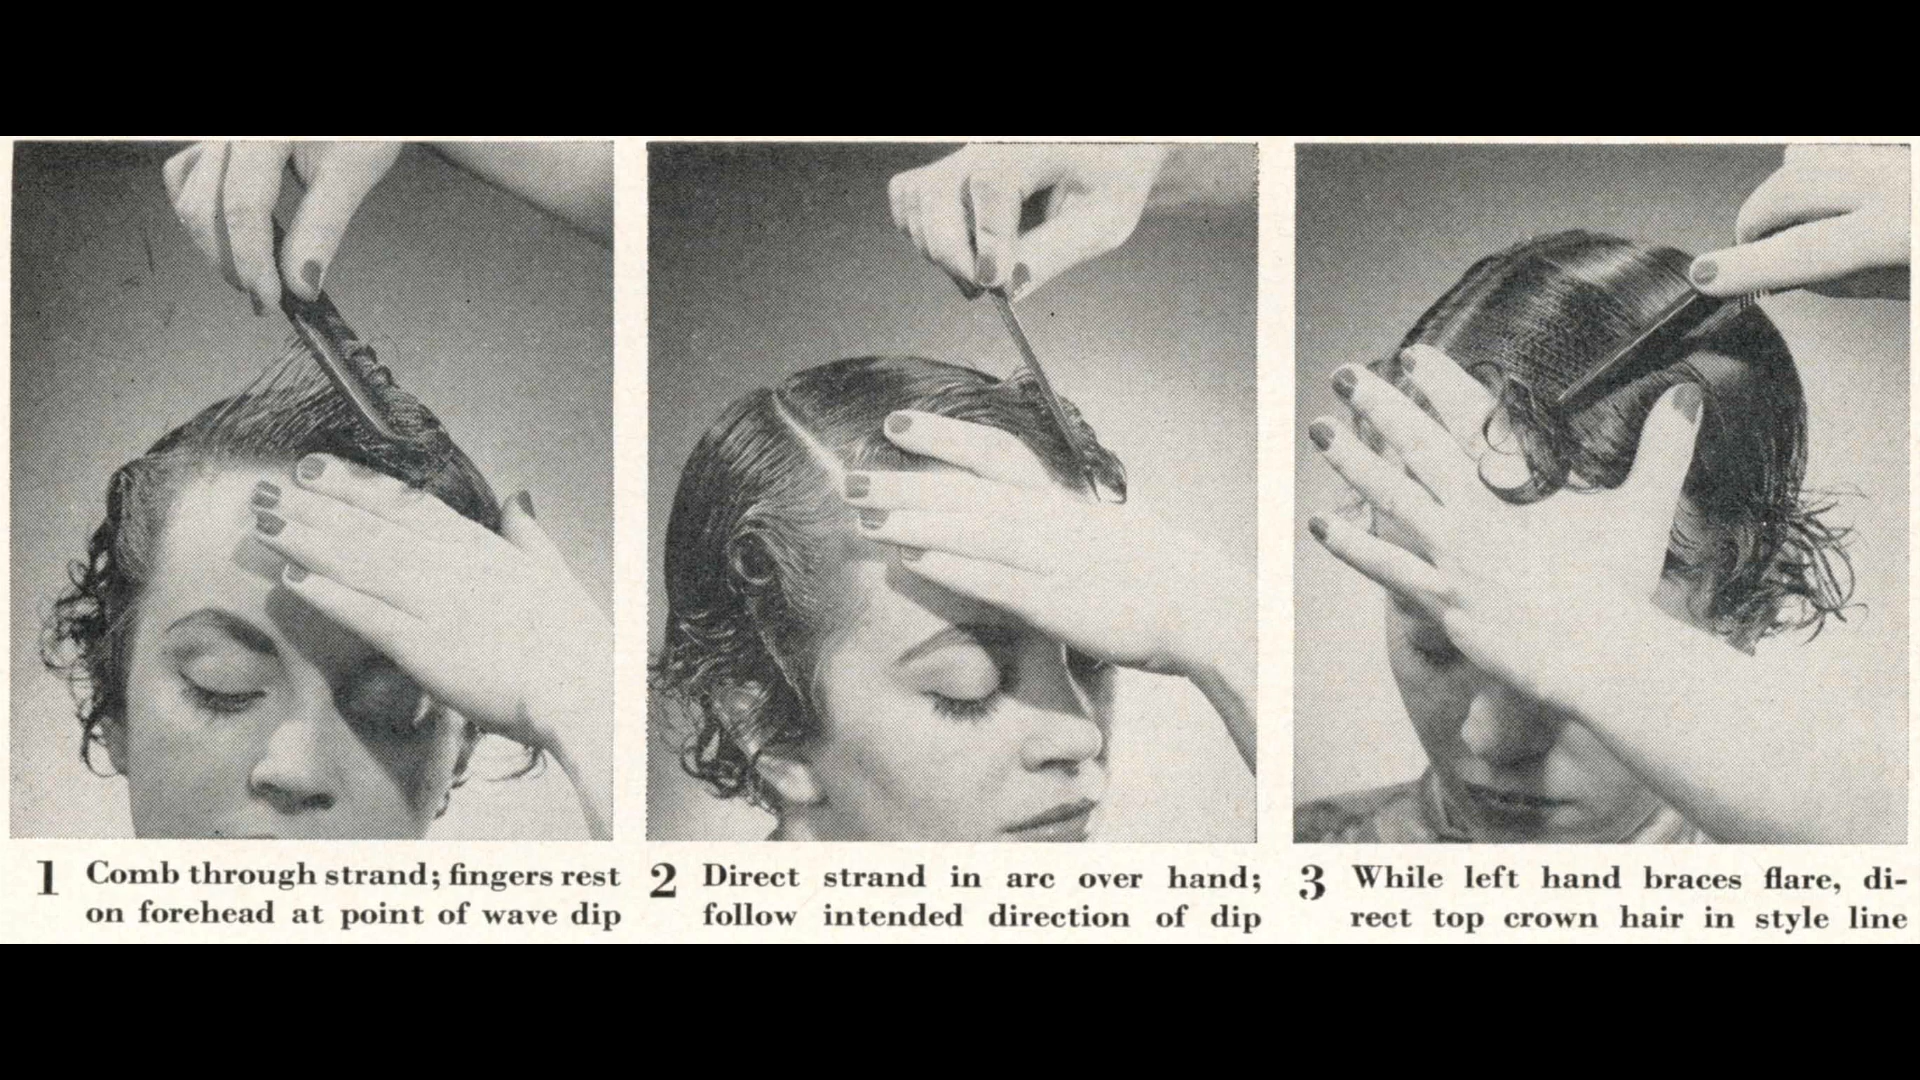 1 Comb through strand; fingers rest
on forehead at point of wave dip
2 Direct strand in arc over hand;
follow intended direction of dip
3 While left hand braces flare, di-
rect top crown hair in style line